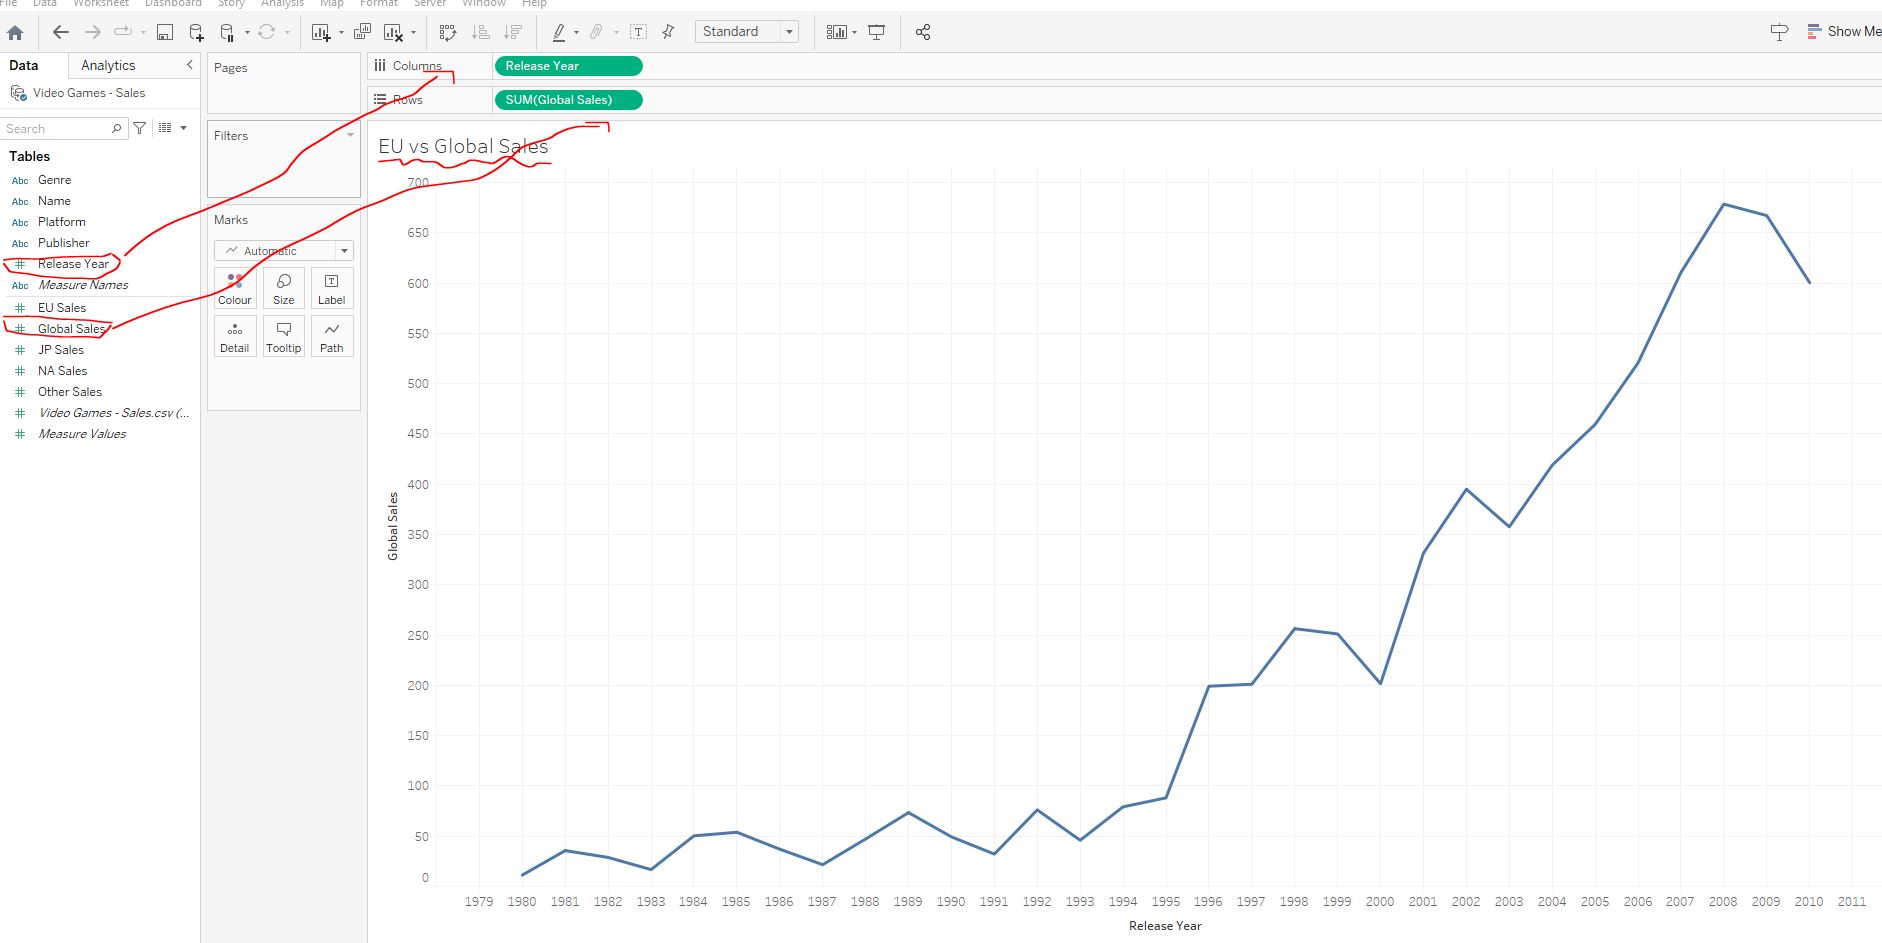 File Data Worksheet Dashboard Story Analysis Map Format Server Window Help
Standard
Show Me
Data Analytics
Video Games - Sales
Search
Tables
Abc Genre
Abc Name
Abc Platform
Abc Publisher
# Release Year
Abc Measure Names
# EU Sales
# Global Sales
# JP Sales
# NA Sales
# Other Sales
# Video Games - Sales.csv (...
# Measure Values
Pages
Filters
Marks
Automatic
Colour Size Label
Detail Tooltip Path
Columns Release Year
Rows SUM(Global Sales)
EU vs Global Sales
700
650
600
550
500
450
400
350
300
250
200
150
100
50
0
Global Sales
1979 1980 1981 1982 1983 1984 1985 1986 1987 1988 1989 1990 1991 1992 1993 1994 1995 1996 1997 1998 1999 2000 2001 2002 2003 2004 2005 2006 2007 2008 2009 2010 2011
Release Year